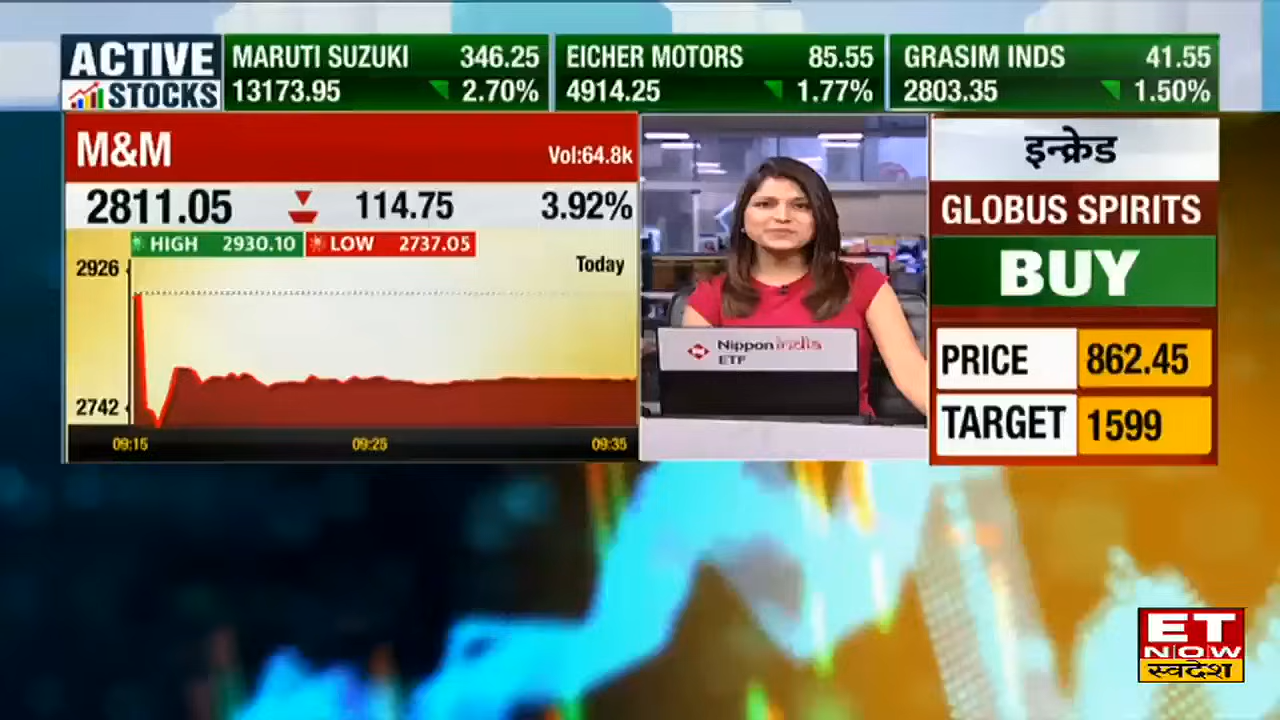 ACTIVE
STOCKS
MARUTI SUZUKI 346.25
13173.95 2.70%
EICHER MOTORS 85.55
4914.25 1.77%
GRASIM INDS 41.55
2803.35 1.50%
M&M Vol:64.8k
2811.05 114.75 3.92%
HIGH 2930.10 LOW 2737.05
2926
Today
2742
09:15 09:25 09:35
Nippon india
ETF
इन्क्रेड
GLOBUS SPIRITS
BUY
PRICE 862.45
TARGET 1599
ET
NOW
स्वदेश